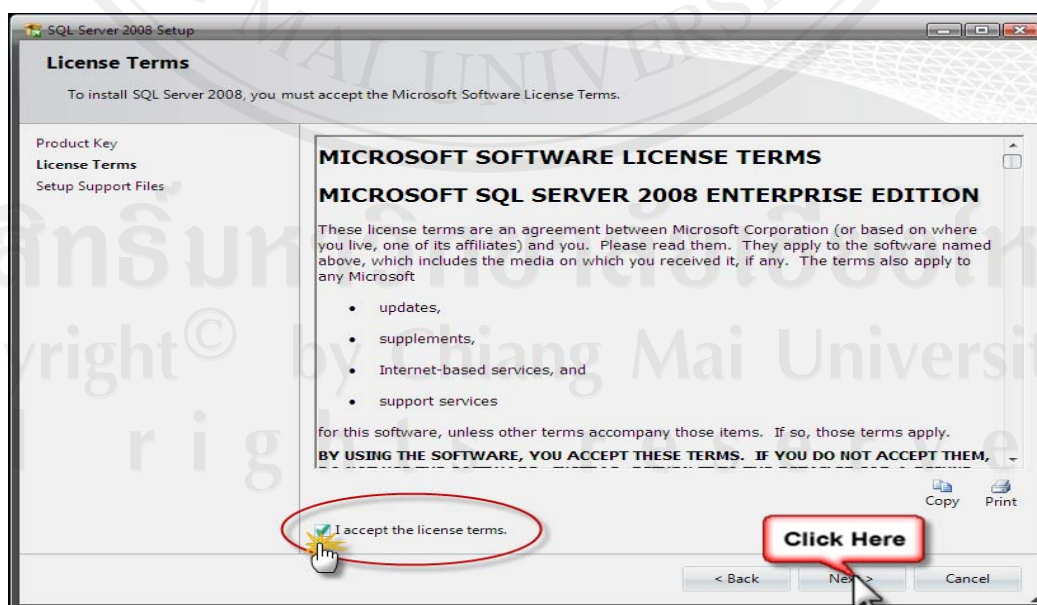 SQL Server 2008 Setup
License Terms
To install SQL Server 2008, you must accept the Microsoft Software License Terms.
Product Key
License Terms
Setup Support Files
MICROSOFT SOFTWARE LICENSE TERMS
MICROSOFT SQL SERVER 2008 ENTERPRISE EDITION
These license terms are an agreement between Microsoft Corporation (or based on where
you live, one of its affiliates) and you. Please read them. They apply to the software named
above, which includes the media on which you received it, if any. The terms also apply to
any Microsoft
• updates,
• supplements,
• Internet-based services, and
• support services
for this software, unless other terms accompany those items. If so, those terms apply.
BY USING THE SOFTWARE, YOU ACCEPT THESE TERMS. IF YOU DO NOT ACCEPT THEM,
Copy
Print
I accept the license terms.
Click Here
< Back
Next >
Cancel
MAI UNIVERS
by Chiang Mai Universit